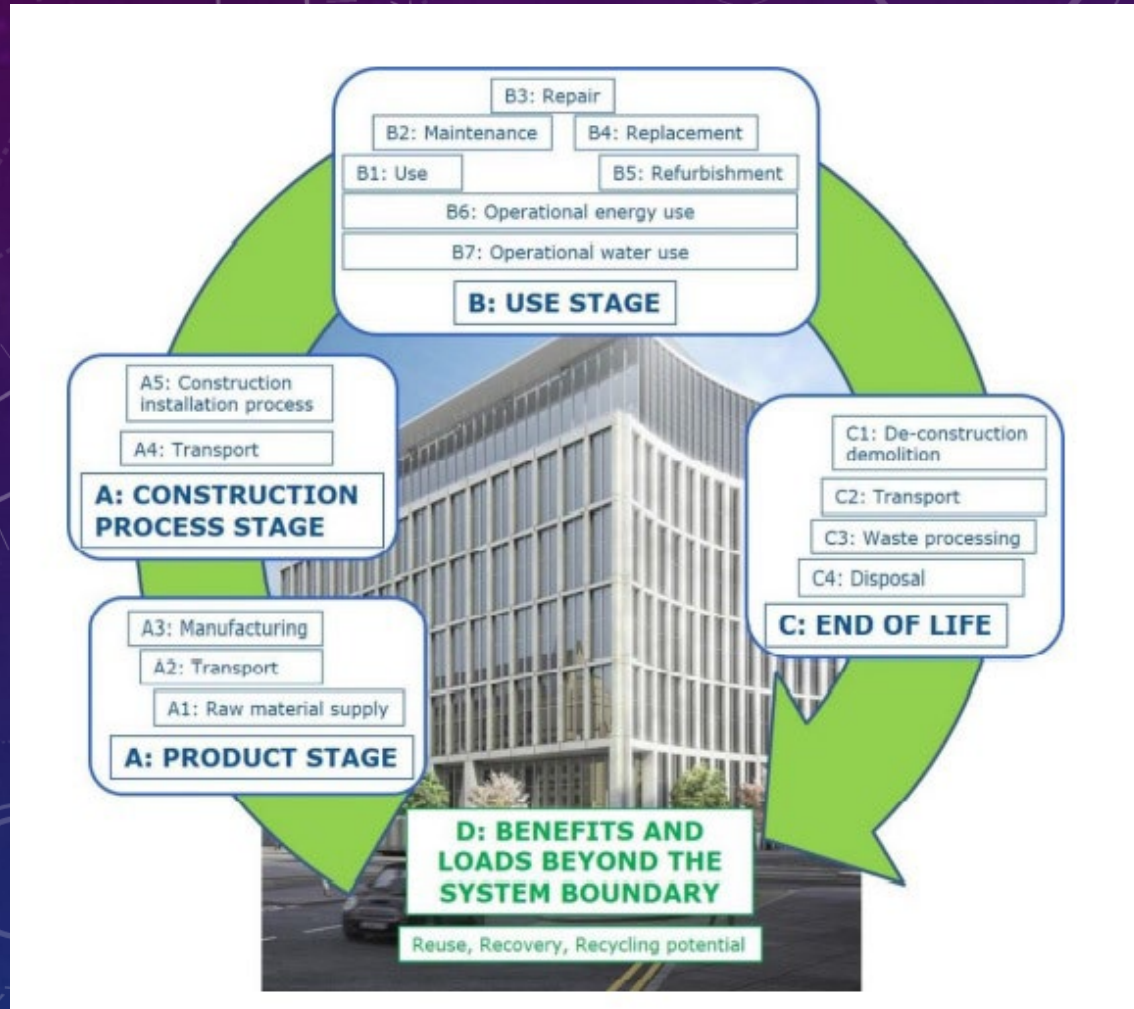 B3: Repair
B2: Maintenance
B4: Replacement
B1: Use
B5: Refurbishment
B6: Operational energy use
B7: Operational water use
B: USE STAGE
A5: Construction
installation process
A4: Transport
A: CONSTRUCTION
PROCESS STAGE
A3: Manufacturing
A2: Transport
A1: Raw material supply
A: PRODUCT STAGE
C1: De-construction
demolition
C2: Transport
C3: Waste processing
C4: Disposal
C: END OF LIFE
D: BENEFITS AND
LOADS BEYOND THE
SYSTEM BOUNDARY
Reuse, Recovery, Recycling potential